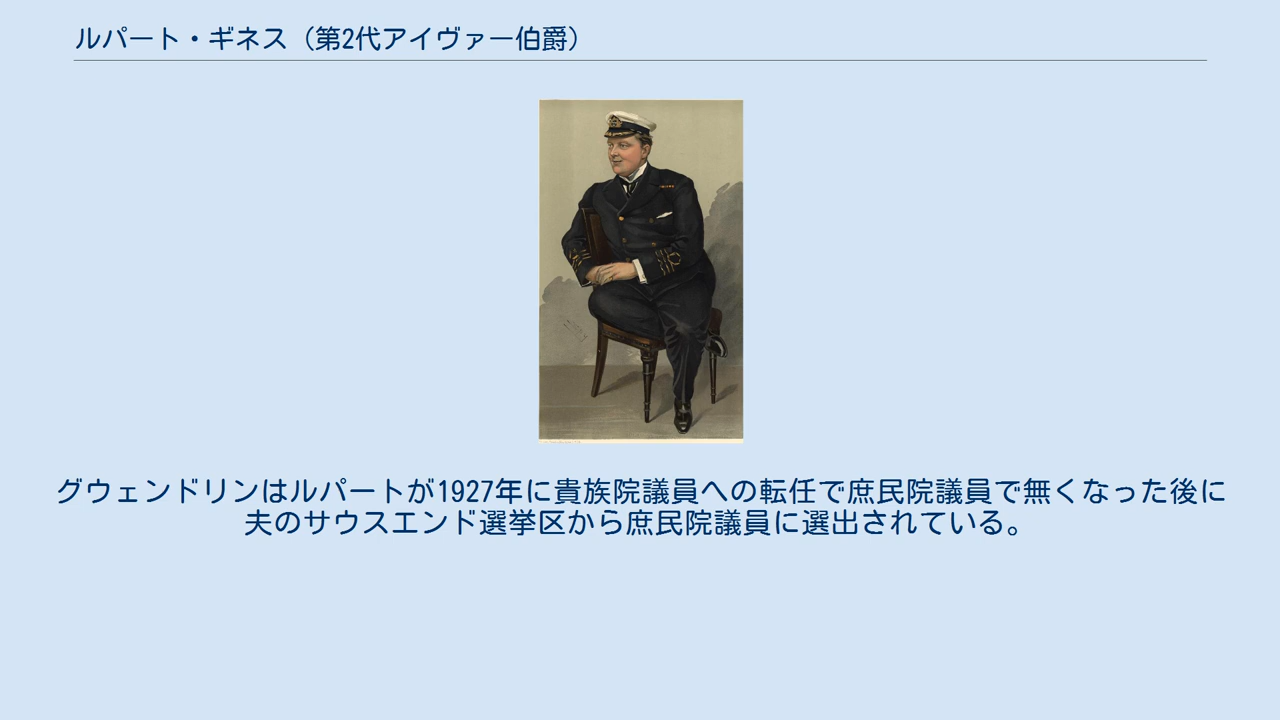 ルパート・ギネス（第2代アイヴァー伯爵）
グウェンドリンはルパートが1927年に貴族院議員への転任で庶民院議員で無くなった後に
夫のサウスエンド選挙区から庶民院議員に選出されている。